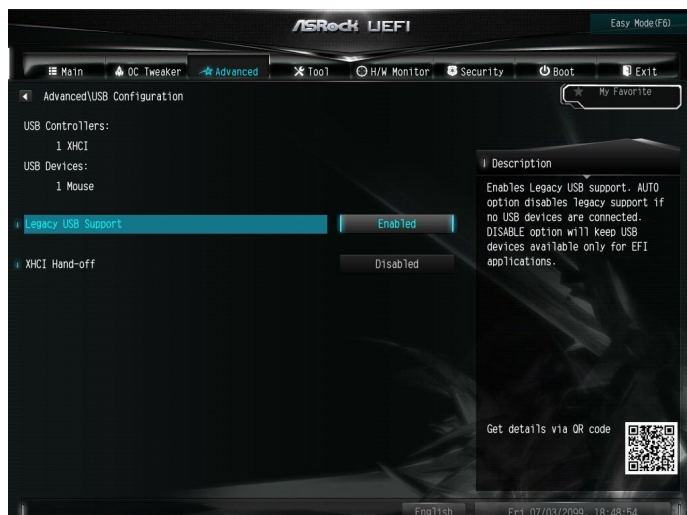 ASRock UEFI
Easy Mode(F6)
Main
OC Tweaker
Advanced
Tool
H/W Monitor
Security
Boot
Exit
Advanced\USB Configuration
My Favorite
USB Controllers:
1 XHCI
USB Devices:
1 Mouse
Legacy USB Support
Enabled
XHCI Hand-off
Disabled
Description
Enables Legacy USB support. AUTO
option disables legacy support if
no USB devices are connected.
DISABLE option will keep USB
devices available only for EFI
applications.
Get details via QR code
English
Fri 07/03/2099 18:48:54